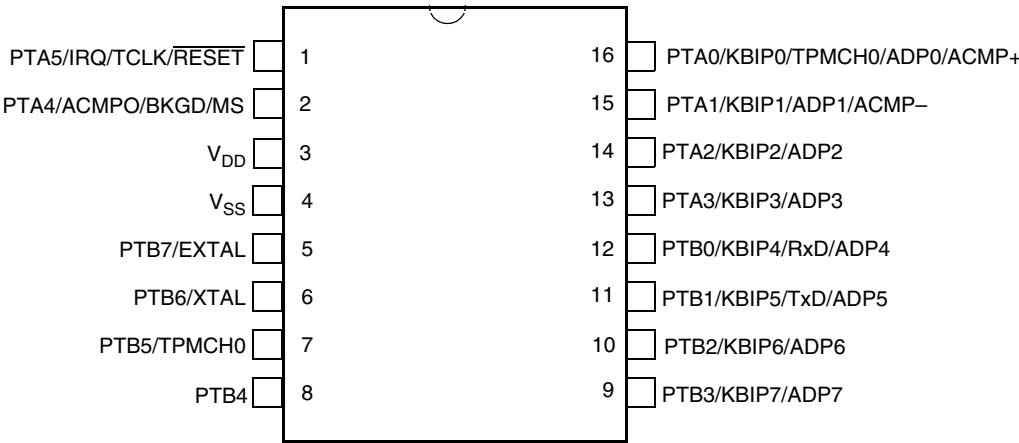 PTA5/IRQ/TCLK/RESET 1 16 PTA0/KBIP0/TPMCH0/ADP0/ACMP+
PTA4/ACMPO/BKGD/MS 2 15 PTA1/KBIP1/ADP1/ACMP–
VDD 3 14 PTA2/KBIP2/ADP2
VSS 4 13 PTA3/KBIP3/ADP3
PTB7/EXTAL 5 12 PTB0/KBIP4/RxD/ADP4
PTB6/XTAL 6 11 PTB1/KBIP5/TxD/ADP5
PTB5/TPMCH0 7 10 PTB2/KBIP6/ADP6
PTB4 8 9 PTB3/KBIP7/ADP7